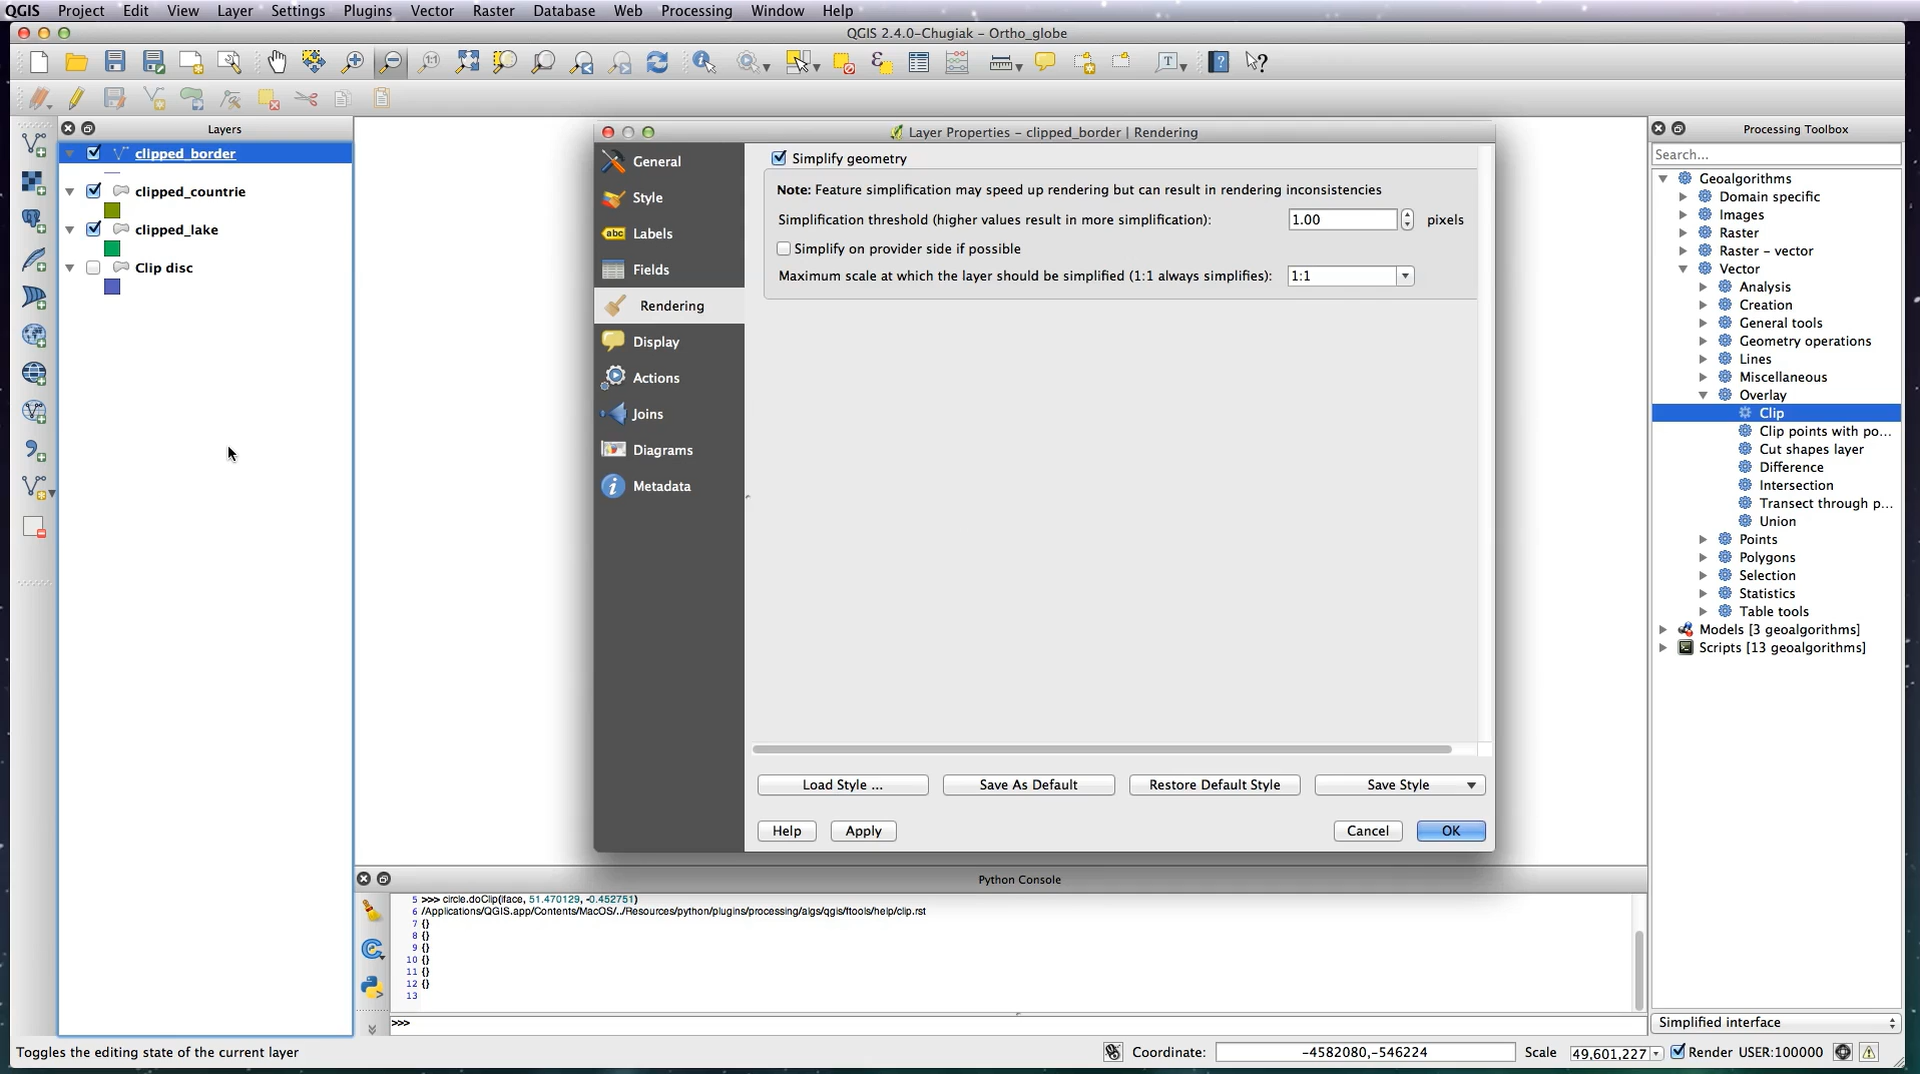 QGIS Project Edit View Layer Settings Plugins Vector Raster Database Web Processing Window Help
QGIS 2.4.0-Chugiak - Ortho_globe
Layers
clipped_border
clipped_countrie
clipped_lake
Clip disc
Layer Properties - clipped_border | Rendering
General
Style
abc Labels
Fields
Rendering
Display
Actions
Joins
Diagrams
Metadata
Simplify geometry
Note: Feature simplification may speed up rendering but can result in rendering inconsistencies
Simplification threshold (higher values result in more simplification): 1.00 pixels
Simplify on provider side if possible
Maximum scale at which the layer should be simplified (1:1 always simplifies): 1:1
Load Style ... Save As Default Restore Default Style Save Style
Help Apply Cancel OK
Processing Toolbox
Search...
Geoalgorithms
Domain specific
Images
Raster
Raster - vector
Vector
Analysis
Creation
General tools
Geometry operations
Lines
Miscellaneous
Overlay
Clip
Clip points with po...
Cut shapes layer
Difference
Intersection
Transect through p...
Union
Points
Polygons
Selection
Statistics
Table tools
Models [3 geoalgorithms]
Scripts [13 geoalgorithms]
Simplified interface
Python Console
5 >>> circle.doClip(iface, 51.470129, -0.452751)
6 /Applications/QGIS.app/Contents/MacOS/../Resources/python/plugins/processing/algs/qgis/ftools/help/clip.rst
7 {}
8 {}
9 {}
10 {}
11 {}
12 {}
13
>>>
Toggles the editing state of the current layer
Coordinate: -4582080,-546224 Scale 49,601,227 Render USER:100000